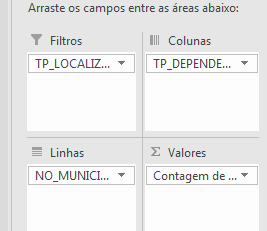 Arraste os campos entre as áreas abaixo:
Filtros
Colunas
TP_LOCALIZ...
TP_DEPENDE...
Linhas
Σ Valores
NO_MUNICI...
Contagem de ...